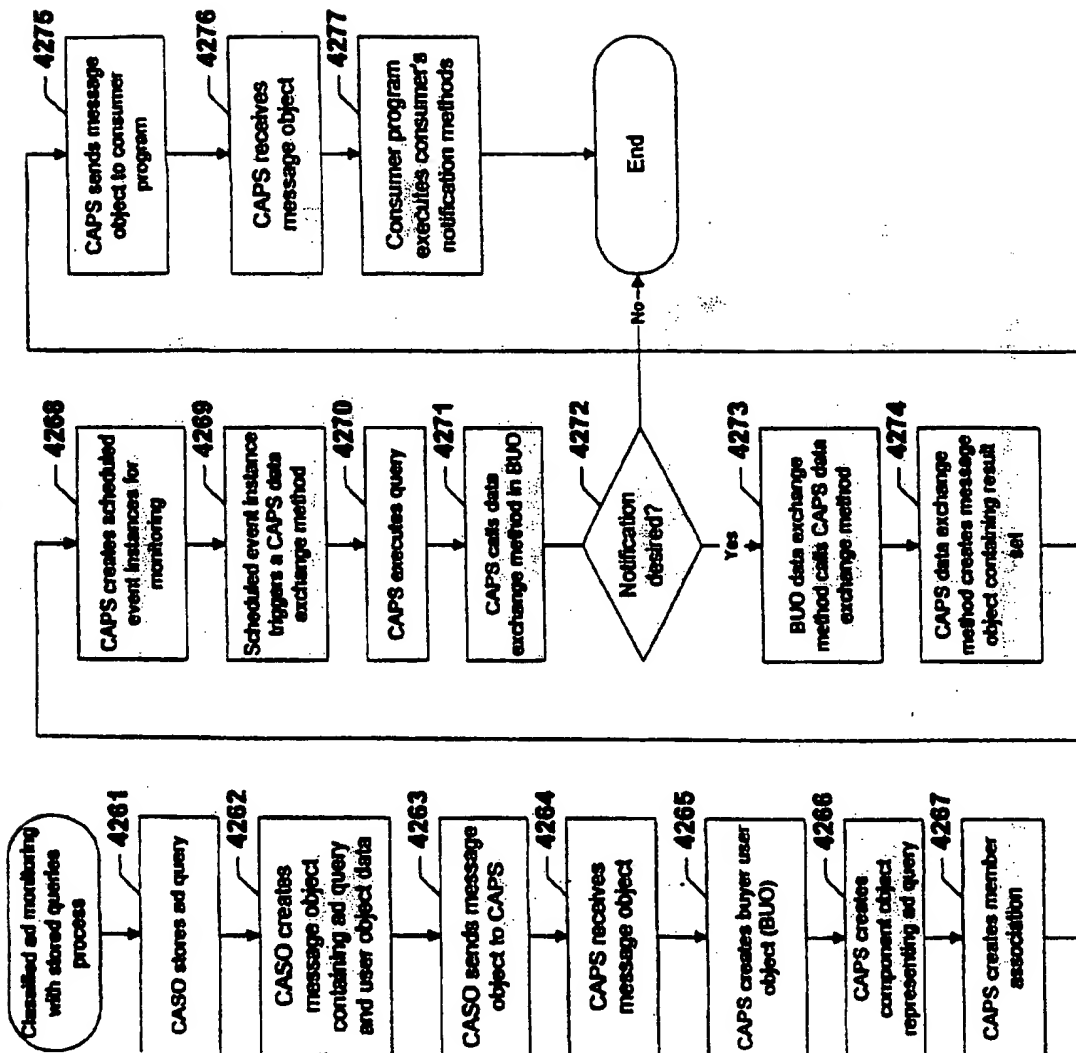 Classified ad monitoring
with stored queries
process
4261
CASO stores ad query
4262
CASO creates
message object
containing ad query
and user object data
4263
CASO sends message
object to CAPS
4264
CAPS receives
message object
4265
CAPS creates buyer user
object (BUO)
4266
CAPS creates
component object
representing ad query
4267
CAPS creates member
association
4268
CAPS creates scheduled
event instances for
monitoring
4269
Scheduled event instance
triggers a CAPS data
exchange method
4270
CAPS executes query
4271
CAPS calls data
exchange method in BUO
4272
Notification
desired?
No
Yes
4273
BUO data exchange
method calls CAPS data
exchange method
4274
CAPS data exchange
method creates message
object containing result
set
4275
CAPS sends message
object to consumer
program
4276
CAPS receives
message object
4277
Consumer program
executes consumer's
notification methods
End